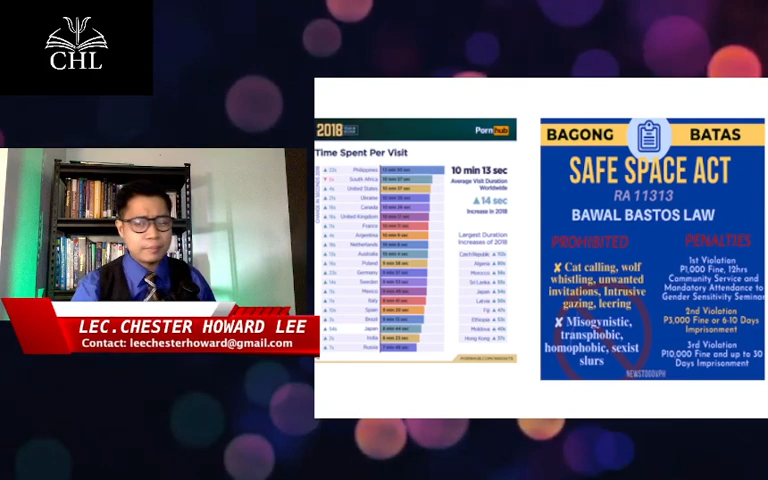 CHL
LEC.CHESTER HOWARD LEE
Contact: leechesterhoward@gmail.com
2018
Pornhub
Time Spent Per Visit
Philippines
South Africa
United States
Ukraine
Canada
United Kingdom
France
Argentina
Netherlands
Australia
Poland
Germany
Sweden
Mexico
Italy
Spain
Brazil
Japan
India
Russia
10 min 13 sec
Average Visit Duration
Worldwide
▲ 14 sec
Increase in 2018
Largest Duration
Increases of 2018
Czech Republic
Algeria
Morocco
Sri Lanka
Japan
Latvia
Fiji
Ethiopia
Moldova
Hong Kong
PORNHUB.COM/INSIGHTS
BAGONG BATAS
SAFE SPACE ACT
RA 11313
BAWAL BASTOS LAW
PROHIBITED
✘ Cat calling, wolf
whistling, unwanted
invitations, Intrusive
gazing, leering
✘ Misogynistic,
transphobic,
homophobic, sexist
slurs
PENALTIES
1st Violation
P1,000 Fine, 12hrs
Community Service and
Mandatory Attendance to
Gender Sensitivity Seminar
2nd Violation
P3,000 Fine or 6-10 Days
Imprisonment
3rd Violation
P10,000 Fine and up to 30
Days Imprisonment
NEWSTOGOVPH